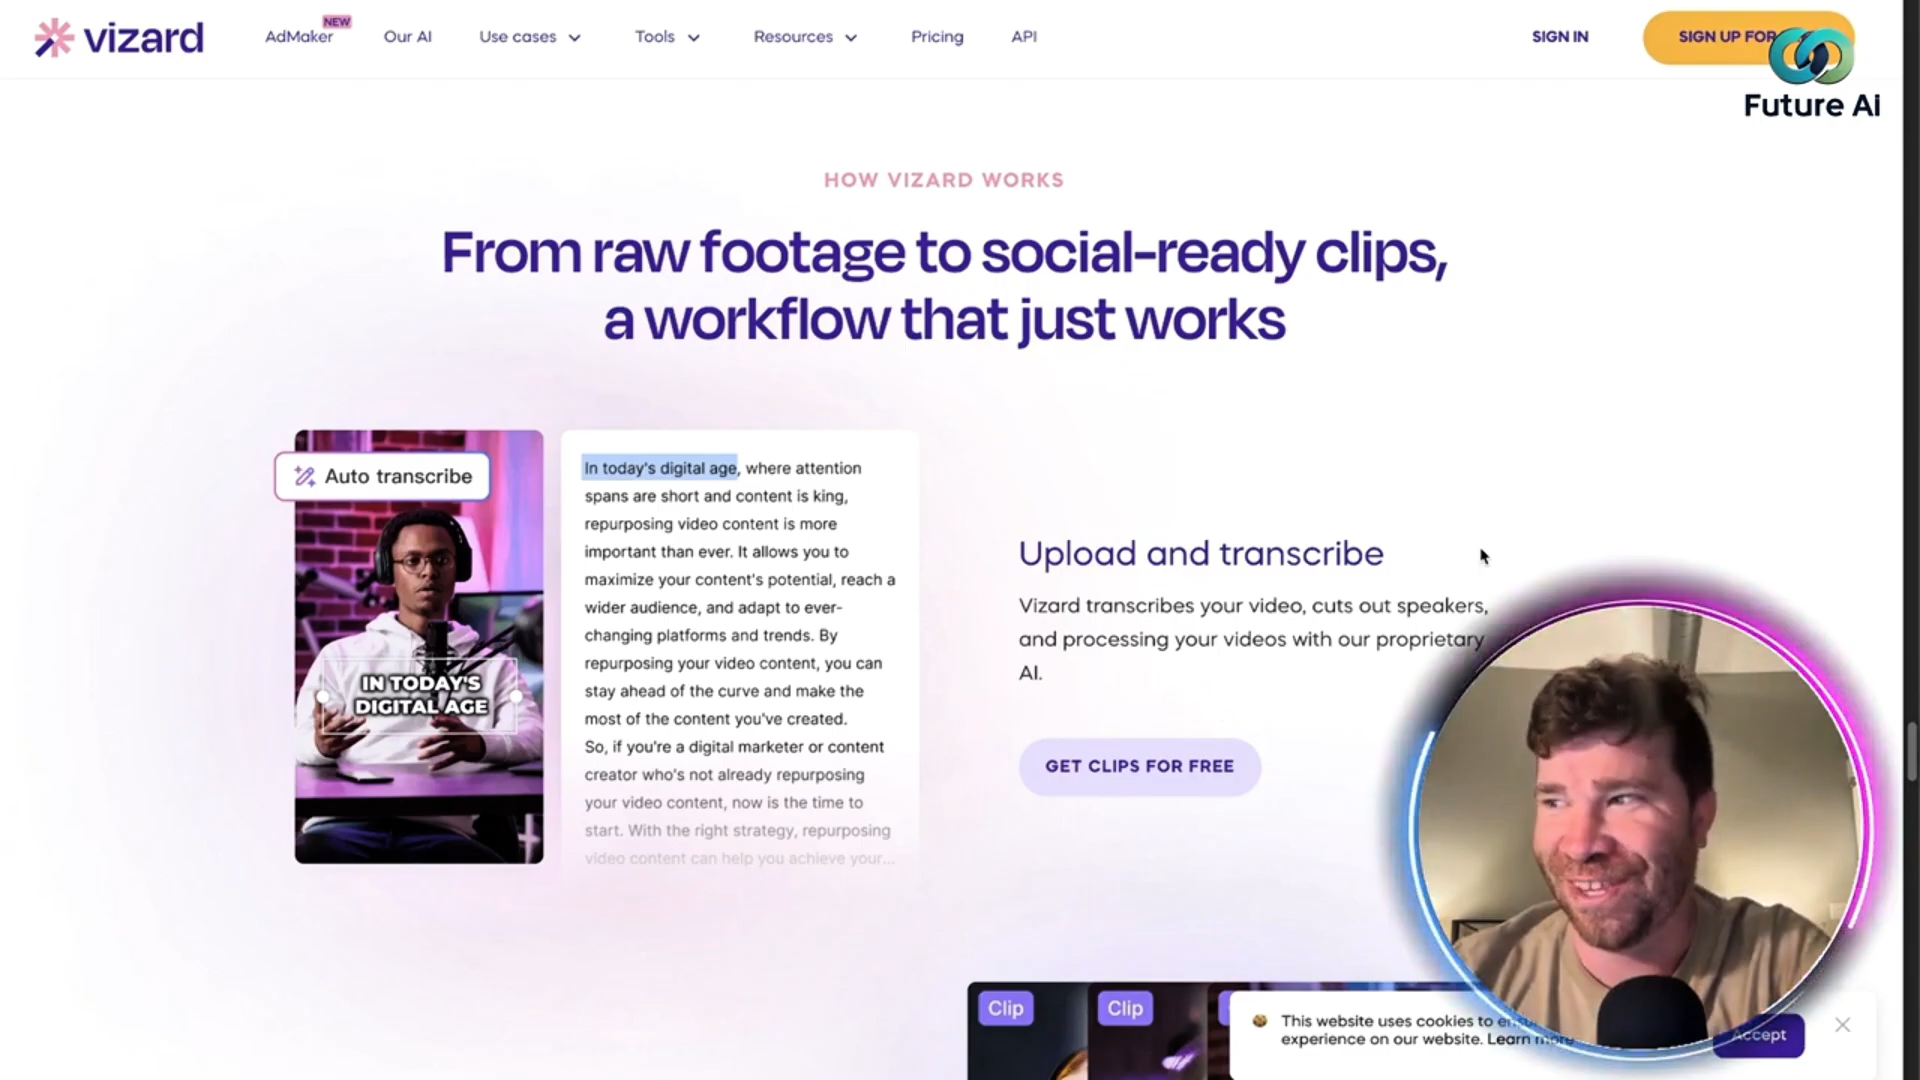 vizard
AdMaker
NEW
Our AI
Use cases
Tools
Resources
Pricing
API
SIGN IN
SIGN UP FOR
Future Ai
HOW VIZARD WORKS
From raw footage to social-ready clips,
a workflow that just works
Auto transcribe
IN TODAY'S
DIGITAL AGE
In today's digital age, where attention
spans are short and content is king,
repurposing video content is more
important than ever. It allows you to
maximize your content's potential, reach a
wider audience, and adapt to ever-
changing platforms and trends. By
repurposing your video content, you can
stay ahead of the curve and make the
most of the content you've created.
So, if you're a digital marketer or content
creator who's not already repurposing
your video content, now is the time to
start. With the right strategy, repurposing
video content can help you achieve your...
Upload and transcribe
Vizard transcribes your video, cuts out speakers,
and processing your videos with our proprietary
AI.
GET CLIPS FOR FREE
Clip
Clip
This website uses cookies to
experience on our website. Learn more
Accept